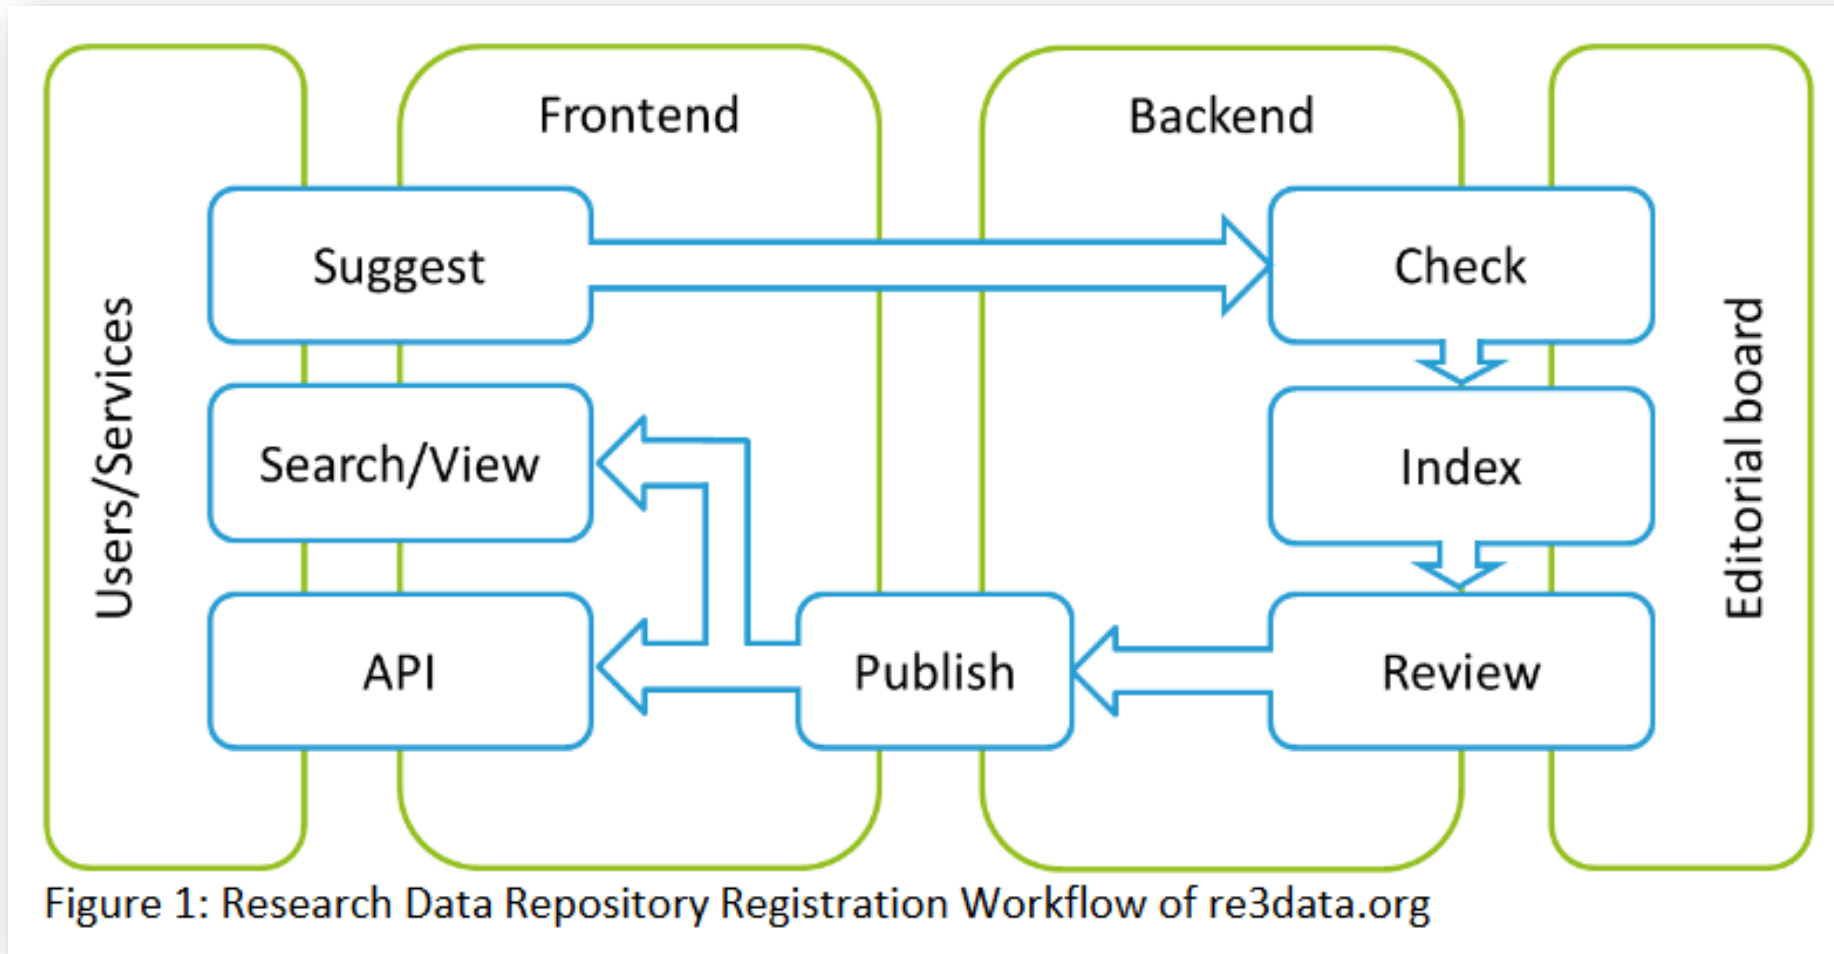 Frontend
Backend
Suggest
Check
Users/Services
Search/View
Index
Editorial board
API
Publish
Review
Figure 1: Research Data Repository Registration Workflow of re3data.org